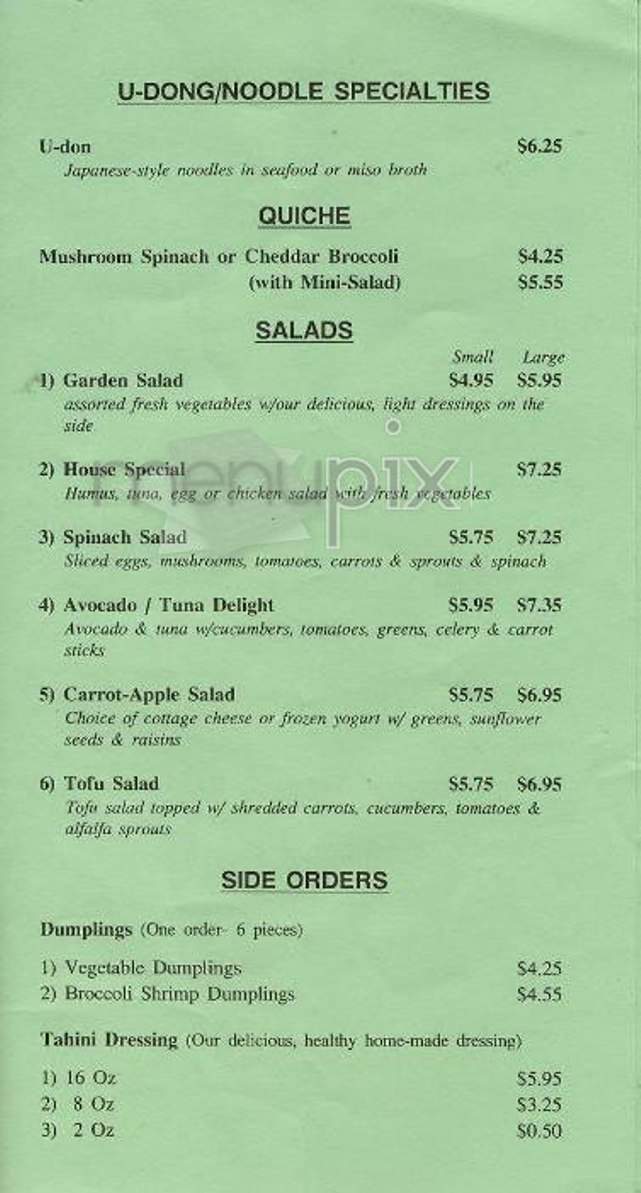 U-DONG/NOODLE SPECIALTIES
U-don $6.25
Japanese-style noodles in seafood or miso broth
QUICHE
Mushroom Spinach or Cheddar Broccoli $4.25
(with Mini-Salad) $5.55
SALADS
Small Large
1) Garden Salad $4.95 $5.95
assorted fresh vegetables w/our delicious, light dressings on the
side
2) House Special $7.25
menupix
Humus, tuna, egg or chicken salad with fresh vegetables
3) Spinach Salad $5.75 $7.25
Sliced eggs, mushrooms, tomatoes, carrots & sprouts & spinach
4) Avocado / Tuna Delight $5.95 $7.35
Avocado & tuna w/cucumbers, tomatoes, greens, celery & carrot
sticks
5) Carrot-Apple Salad $5.75 $6.95
Choice of cottage cheese or frozen yogurt w/ greens, sunflower
seeds & raisins
6) Tofu Salad $5.75 $6.95
Tofu salad topped w/ shredded carrots, cucumbers, tomatoes &
alfalfa sprouts
SIDE ORDERS
Dumplings (One order- 6 pieces)
1) Vegetable Dumplings $4.25
2) Broccoli Shrimp Dumplings $4.55
Tahini Dressing (Our delicious, healthy home-made dressing)
1) 16 Oz $5.95
2) 8 Oz $3.25
3) 2 Oz $0.50